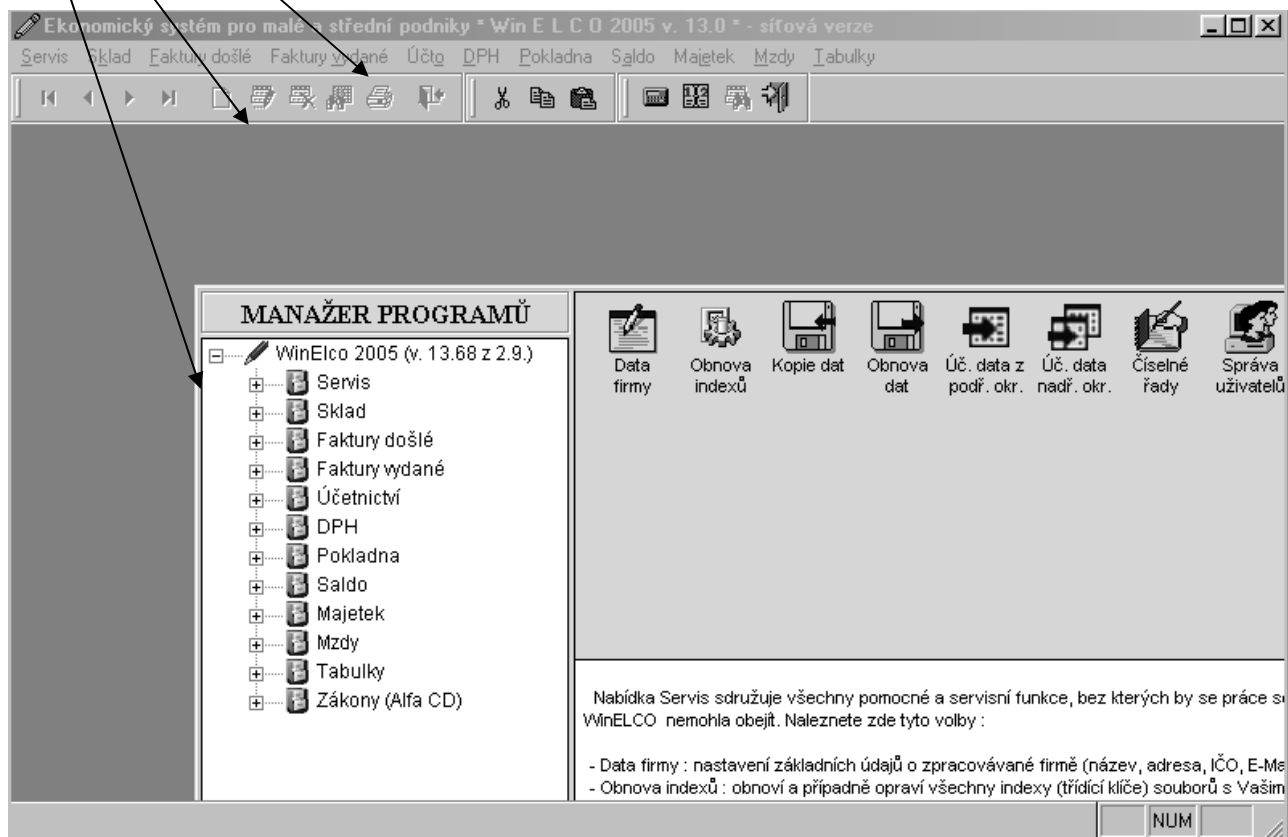 Ekonomický systém pro malé a střední podniky * Win E L C O 2005 v. 13.0 * - síťová verze
Servis Sklad Faktury došlé Faktury vydané Účto DPH Pokladna Saldo Majetek Mzdy Tabulky
MANAŽER PROGRAMŮ
WinElco 2005 (v. 13.68 z 2.9.)
Servis
Sklad
Faktury došlé
Faktury vydané
Účetnictví
DPH
Pokladna
Saldo
Majetek
Mzdy
Tabulky
Zákony (Alfa CD)
Data firmy
Obnova indexů
Kopie dat
Obnova dat
Úč. data z podř. okr.
Úč. data nadř. okr.
Číselné řady
Správa uživatelů
Nabídka Servis sdružuje všechny pomocné a servisní funkce, bez kterých by se práce s
WinELCO nemohla obejít. Naleznete zde tyto volby :
- Data firmy : nastavení základních údajů o zpracovávané firmě (název, adresa, IČO, E-Ma
- Obnova indexů : obnoví a případně opraví všechny indexy (třídící klíče) souborů s Vašim
NUM